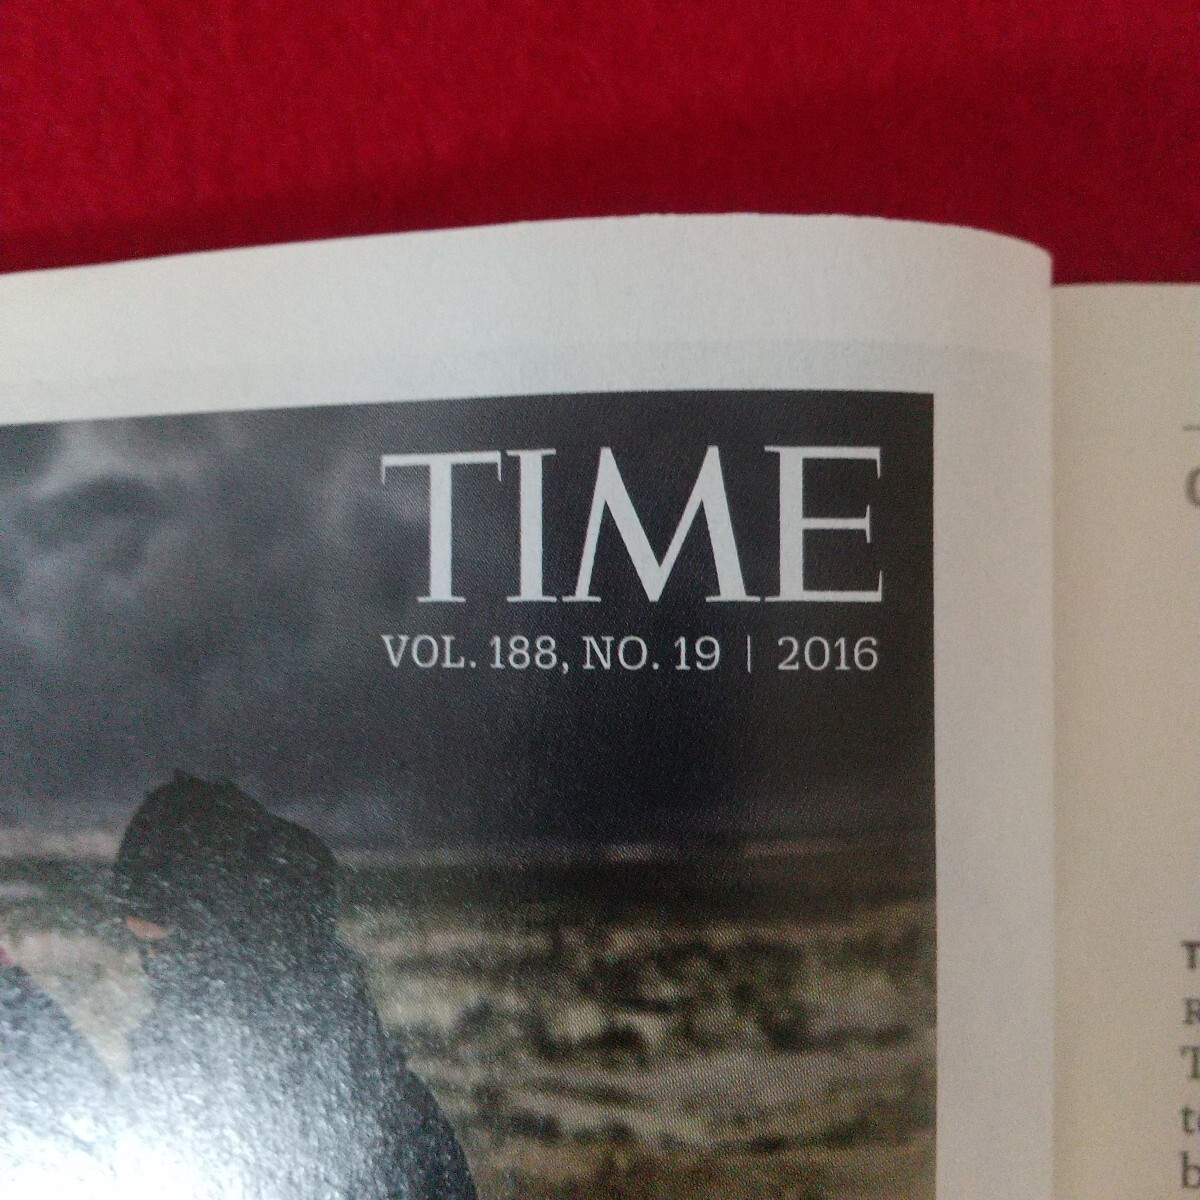 TIME
VOL. 188, NO. 19 | 2016